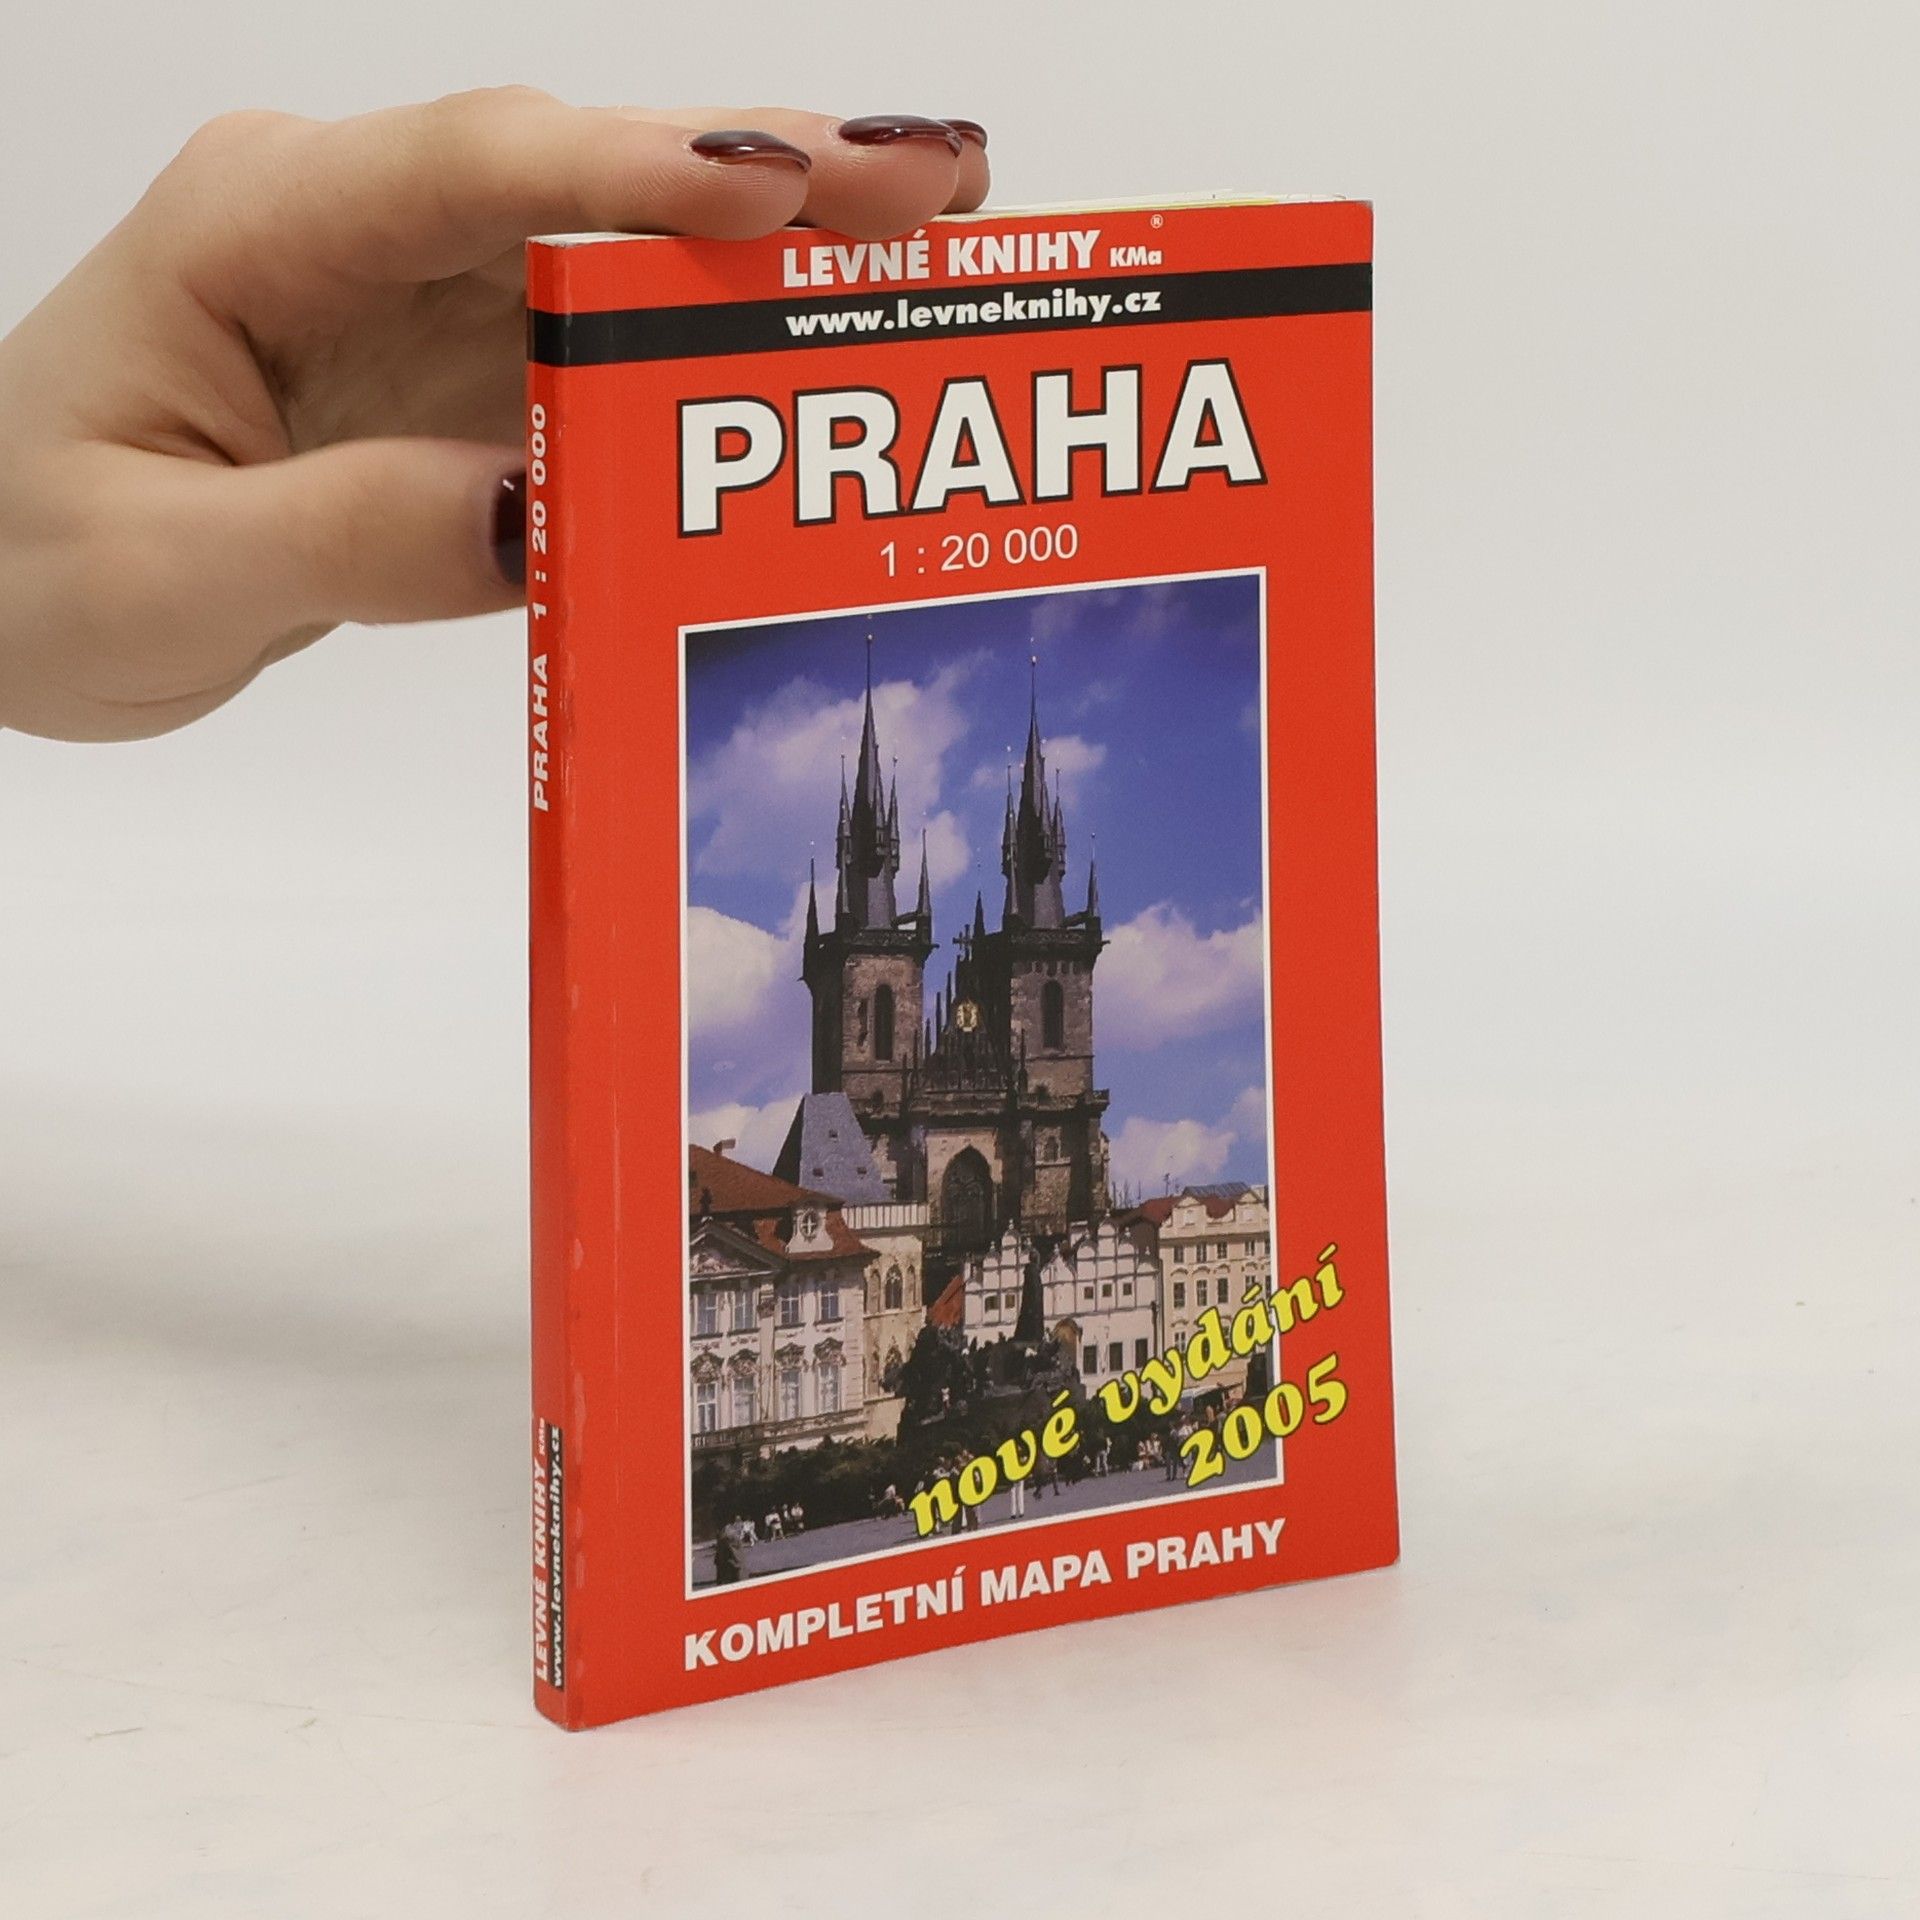 LEVNÉ KNIHY KMa ®
www.levneknihy.cz
PRAHA
1 : 20 000
nové vydání
2005
KOMPLETNÍ MAPA PRAHY
PRAHA 1 : 20 000
LEVNÉ KNIHY KMa
www.levneknihy.cz